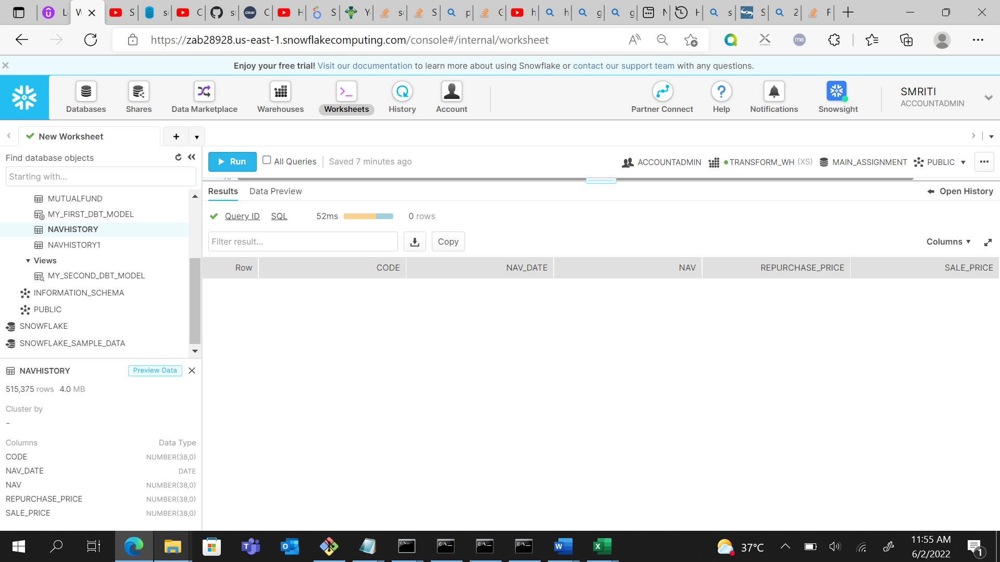 https://zab28928.us-east-1.snowflakecomputing.com/console#/internal/worksheet
Enjoy your free trial! Visit our documentation to learn more about using Snowflake or contact our support team with any questions.
Databases
Shares
Data Marketplace
Warehouses
Worksheets
History
Account
Partner Connect
Help
Notifications
Snowsight
SMRITI
ACCOUNTADMIN
New Worksheet
Find database objects
Starting with...
Run
All Queries
Saved 7 minutes ago
ACCOUNTADMIN
TRANSFORM_WH (XS)
MAIN_ASSIGNMENT
PUBLIC
MUTUALFUND
MY_FIRST_DBT_MODEL
NAVHISTORY
NAVHISTORY1
Views
MY_SECOND_DBT_MODEL
INFORMATION_SCHEMA
PUBLIC
SNOWFLAKE
SNOWFLAKE_SAMPLE_DATA
Results
Data Preview
Open History
Query ID
SQL
52ms
0 rows
Filter result...
Copy
Columns
Row CODE NAV_DATE NAV REPURCHASE_PRICE SALE_PRICE
NAVHISTORY
Preview Data
515,375 rows 4.0 MB
Cluster by
-
Columns Data Type
CODE NUMBER(38,0)
NAV_DATE DATE
NAV NUMBER(38,0)
REPURCHASE_PRICE NUMBER(38,0)
SALE_PRICE NUMBER(38,0)
37°C
11:55 AM
6/2/2022
1